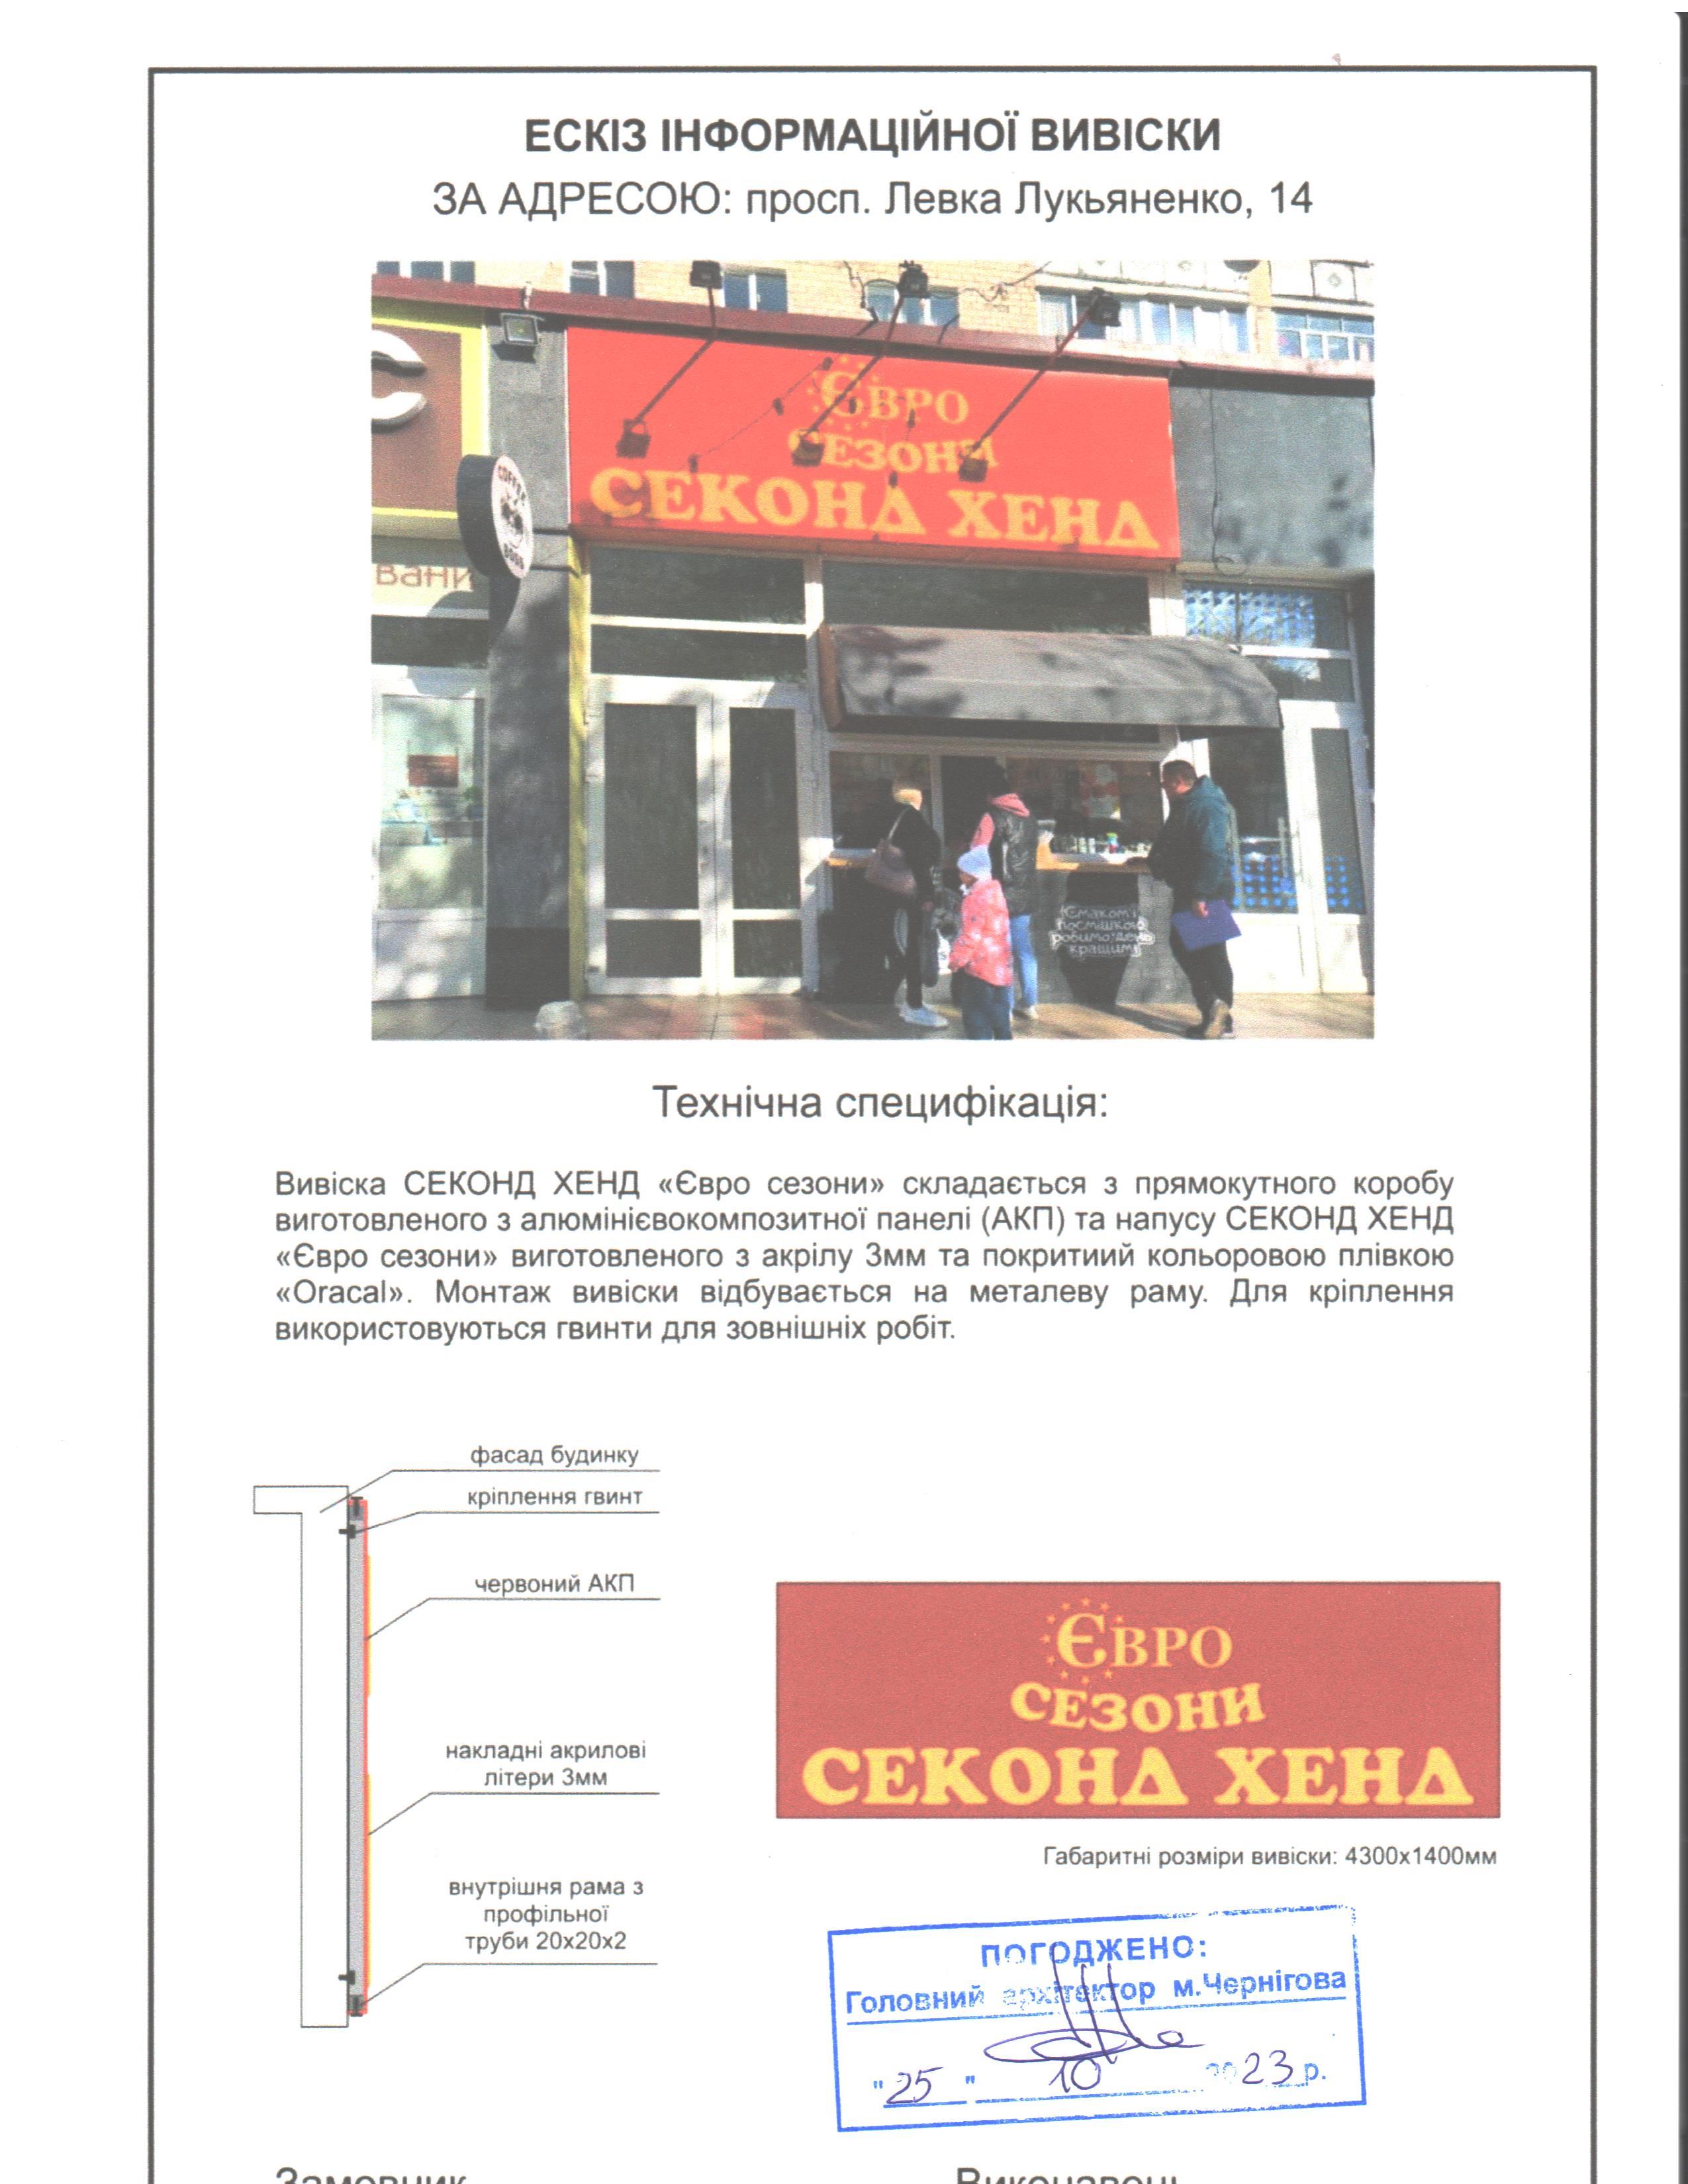 ЕСКІЗ ІНФОРМАЦІЙНОЇ ВИВІСКИ
ЗА АДРЕСОЮ: просп. Левка Лукьяненко, 14
С
ЄВРО
СЕЗОНИ
СЕКОНД ХЕНД
COFFEE
вани
Смаком і
посмішкою
робимо день
кращим!
Технічна специфікація:
Вивіска СЕКОНД ХЕНД «Євро сезони» складається з прямокутного коробу
виготовленого з алюмінієвокомпозитної панелі (АКП) та напусу СЕКОНД ХЕНД
«Євро сезони» виготовленого з акрілу 3мм та покритиий кольоровою плівкою
«Oracal». Монтаж вивіски відбувається на металеву раму. Для кріплення
використовуються гвинти для зовнішніх робіт.
фасад будинку
кріплення гвинт
червоний АКП
накладні акрилові
літери 3мм
внутрішня рама з
профільної
труби 20х20х2
ЄВРО
СЕЗОНИ
СЕКОНД ХЕНД
Габаритні розміри вивіски: 4300х1400мм
ПОГОДЖЕНО:
Головний архітектор м.Чернігова
"25" 10 2023 р.
Замовник
Виконавець